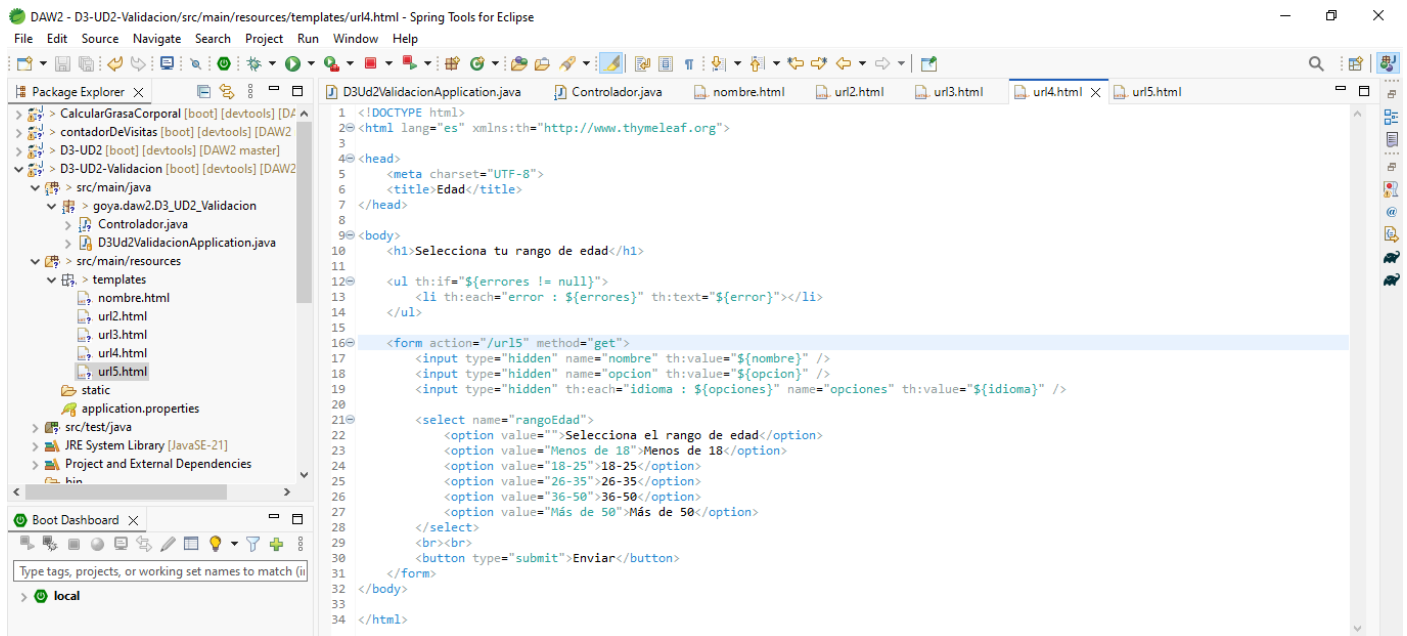 DAW2 - D3-UD2-Validacion/src/main/resources/templates/url4.html - Spring Tools for Eclipse
File Edit Source Navigate Search Project Run Window Help
Package Explorer
> CalcularGrasaCorporal [boot] [devtools] [DA
> contadorDeVisitas [boot] [devtools] [DAW2
> D3-UD2 [boot] [devtools] [DAW2 master]
> D3-UD2-Validacion [boot] [devtools] [DAW2
> src/main/java
> goya.daw2.D3_UD2_Validacion
Controlador.java
D3Ud2ValidacionApplication.java
> src/main/resources
> templates
nombre.html
url2.html
url3.html
url4.html
url5.html
static
application.properties
src/test/java
JRE System Library [JavaSE-21]
Project and External Dependencies
bin
Boot Dashboard
Type tags, projects, or working set names to match (i
local
D3Ud2ValidacionApplication.java Controlador.java nombre.html url2.html url3.html url4.html url5.html
1 <!DOCTYPE html>
2 <html lang="es" xmlns:th="http://www.thymeleaf.org">
3
4 <head>
5 <meta charset="UTF-8">
6 <title>Edad</title>
7 </head>
8
9 <body>
10 <h1>Selecciona tu rango de edad</h1>
11
12 <ul th:if="${errores != null}">
13 <li th:each="error : ${errores}" th:text="${error}"></li>
14 </ul>
15
16 <form action="/url5" method="get">
17 <input type="hidden" name="nombre" th:value="${nombre}" />
18 <input type="hidden" name="opcion" th:value="${opcion}" />
19 <input type="hidden" th:each="idioma : ${opciones}" name="opciones" th:value="${idioma}" />
20
21 <select name="rangoEdad">
22 <option value="">Selecciona el rango de edad</option>
23 <option value="Menos de 18">Menos de 18</option>
24 <option value="18-25">18-25</option>
25 <option value="26-35">26-35</option>
26 <option value="36-50">36-50</option>
27 <option value="Más de 50">Más de 50</option>
28 </select>
29 <br><br>
30 <button type="submit">Enviar</button>
31 </form>
32 </body>
33
34 </html>